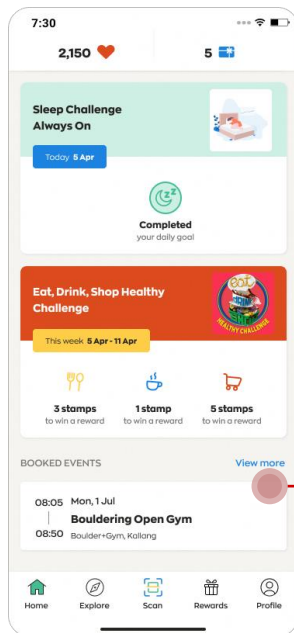 7:30
2,150
5
Sleep Challenge
Always On
Today 5 Apr
zz
Completed
your daily goal
Eat, Drink, Shop Healthy
Challenge
This week 5 Apr - 11 Apr
HEALTHY CHALLENGE
3 stamps
to win a reward
1 stamp
to win a reward
5 stamps
to win a reward
BOOKED EVENTS
View more
08:05 Mon, 1 Jul
Bouldering Open Gym
08:50 Boulder+Gym, Kallang
Home
Explore
Scan
Rewards
Profile